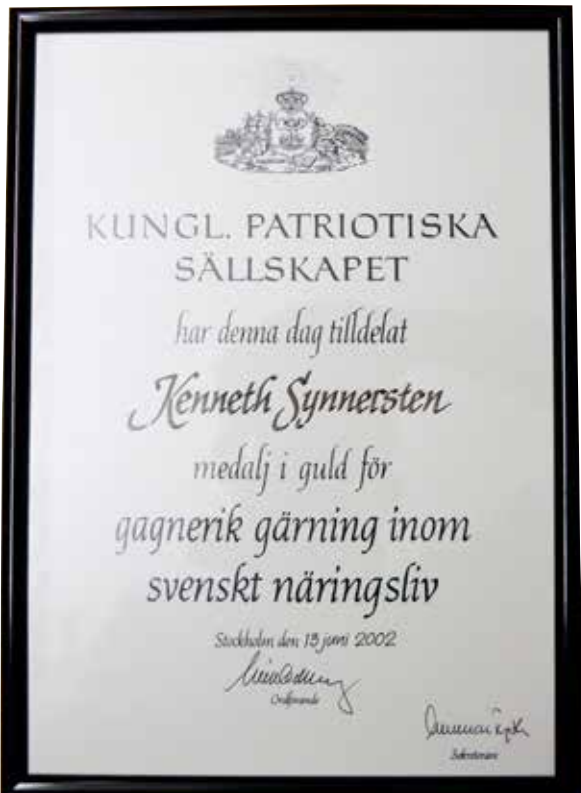 KUNGL. PATRIOTISKA
SÄLLSKAPET
har denna dag tilldelat
Kenneth Synnersten
medalj i guld för
gagnerik gärning inom
svenskt näringsliv
Stockholm den 13 juni 2002
Ordförande
Sekreterare